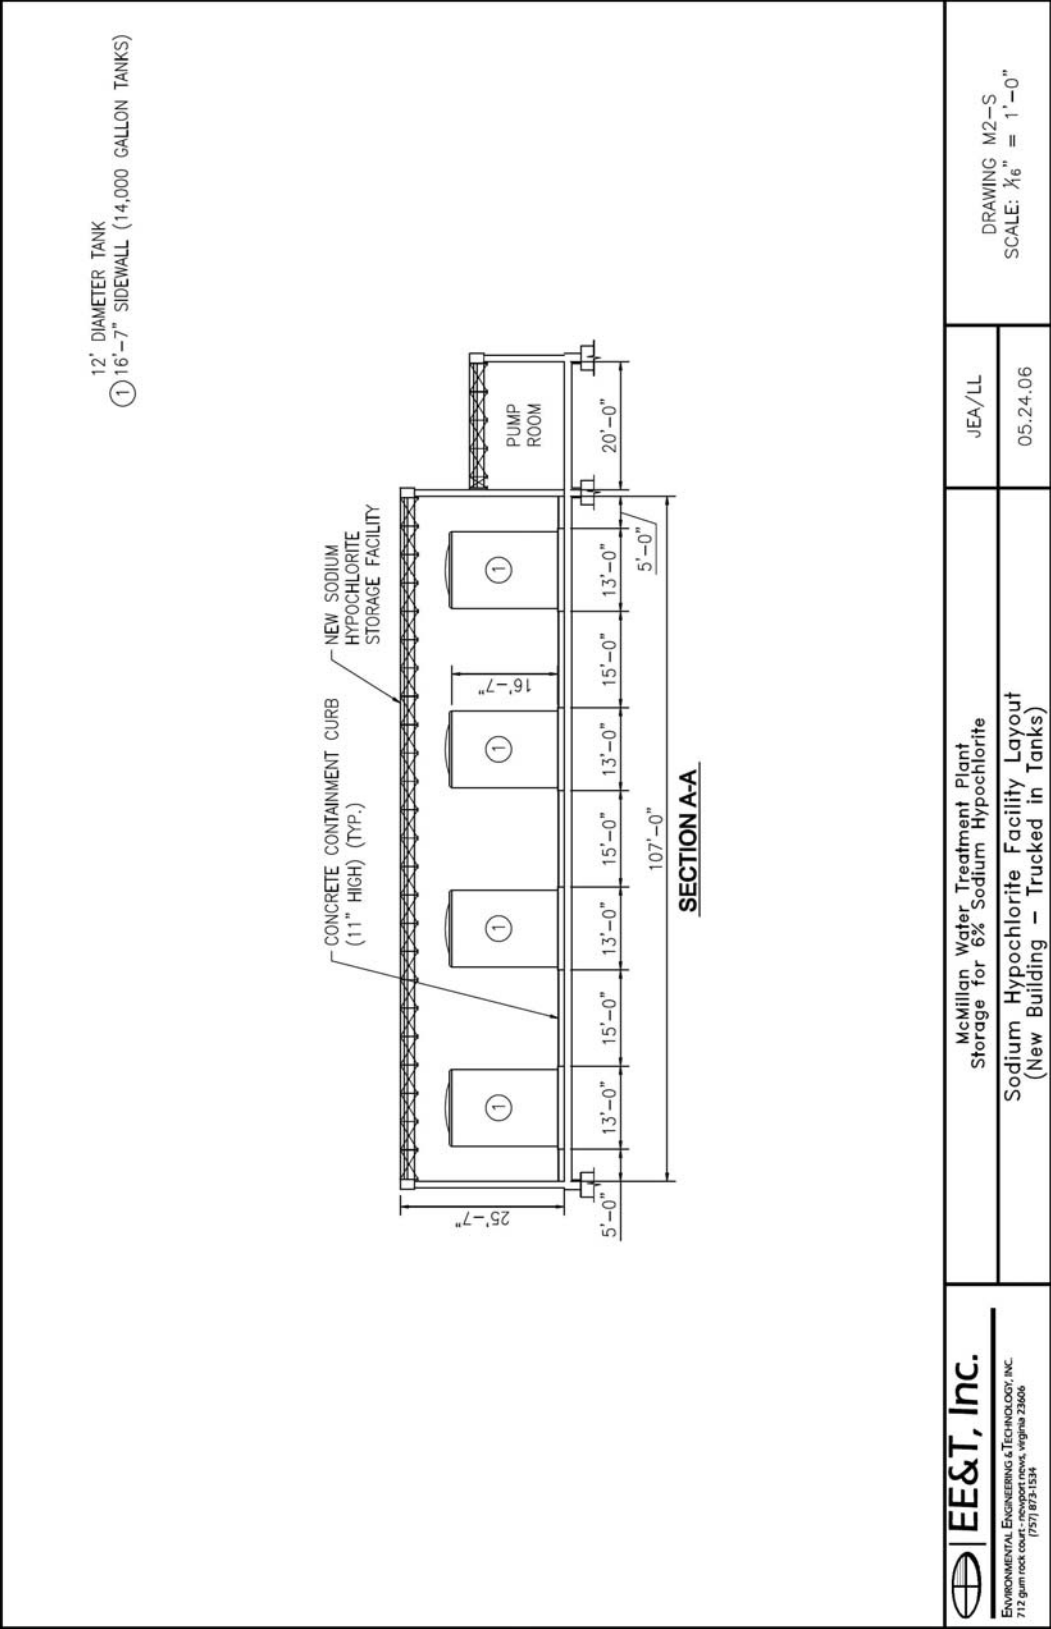 12' DIAMETER TANK
1 16'-7" SIDEWALL (14,000 GALLON TANKS)
CONCRETE CONTAINMENT CURB
(11" HIGH) (TYP.)
NEW SODIUM
HYPOCHLORITE
STORAGE FACILITY
25'-7"
1
1
16'-7"
1
1
PUMP
ROOM
5'-0"
13'-0"
15'-0"
13'-0"
15'-0"
13'-0"
15'-0"
13'-0"
5'-0"
20'-0"
107'-0"
SECTION A-A
EE&T, Inc.
ENVIRONMENTAL ENGINEERING & TECHNOLOGY, INC.
712 gum rock court - newport news, virginia 23606
(757) 873-1534
McMillan Water Treatment Plant
Storage for 6% Sodium Hypochlorite
Sodium Hypochlorite Facility Layout
(New Building - Trucked in Tanks)
JEA/LL
05.24.06
DRAWING M2-S
SCALE: 1/16" = 1'-0"